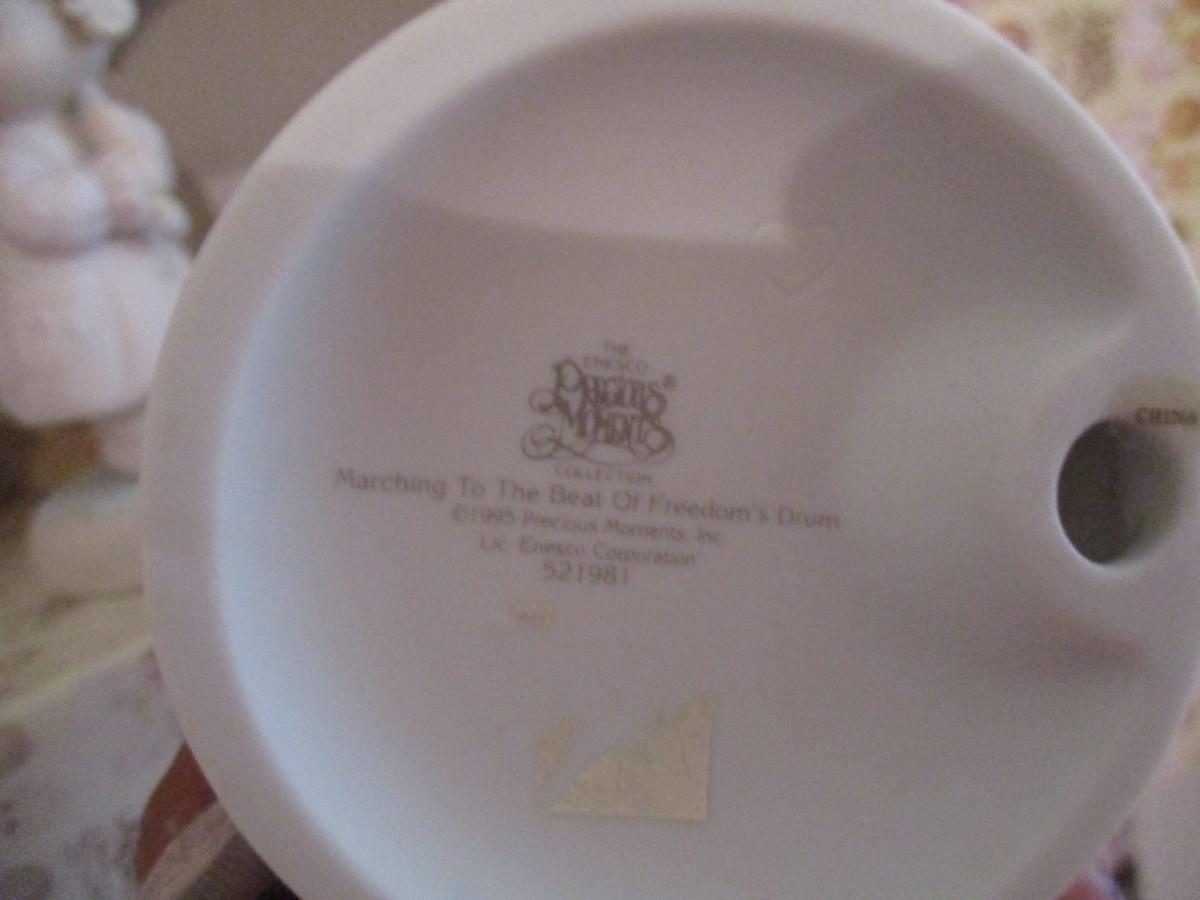 THE
ENESCO
PRECIOUS®
MOMENTS
COLLECTION
Marching To The Beat Of Freedom's Drum
©1995 Precious Moments, Inc.
Lic. Enesco Corporation
521981
CHINA